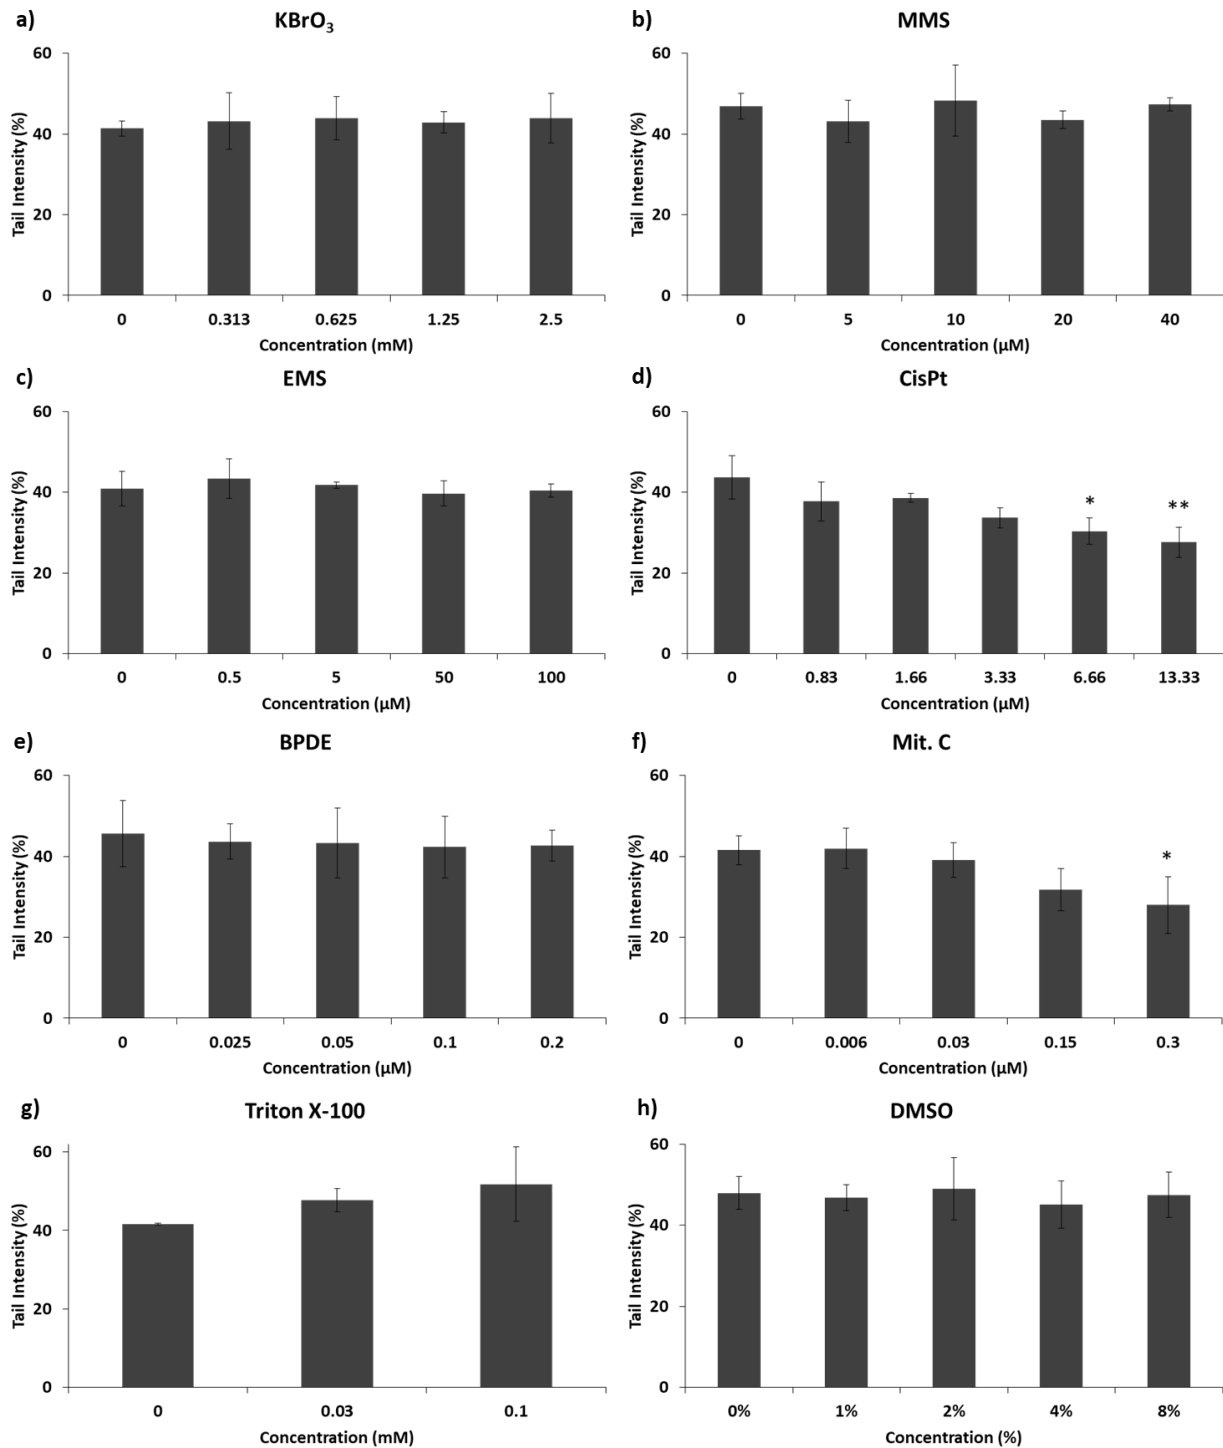 a)
KBrO₃
60
40
20
0
Tail Intensity (%)
0 0.313 0.625 1.25 2.5
Concentration (mM)
b)
MMS
60
40
20
0
Tail Intensity (%)
0 5 10 20 40
Concentration (µM)
c)
EMS
60
40
20
0
Tail Intensity (%)
0 0.5 5 50 100
Concentration (µM)
d)
CisPt
60
40
20
0
Tail Intensity (%)
* **
0 0.83 1.66 3.33 6.66 13.33
Concentration (µM)
e)
BPDE
60
40
20
0
Tail Intensity (%)
0 0.025 0.05 0.1 0.2
Concentration (µM)
f)
Mit. C
60
40
20
0
Tail Intensity (%)
*
0 0.006 0.03 0.15 0.3
Concentration (µM)
g)
Triton X-100
60
40
20
0
Tail Intensity (%)
0 0.03 0.1
Concentration (mM)
h)
DMSO
60
40
20
0
Tail Intensity (%)
0% 1% 2% 4% 8%
Concentration (%)